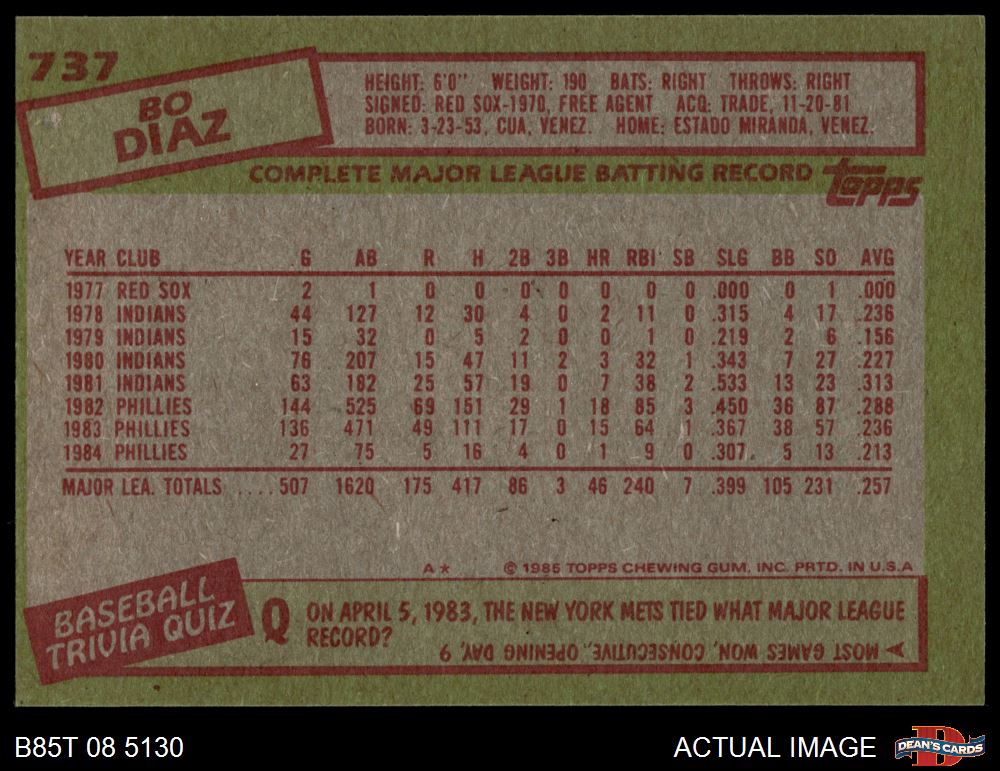 737
BO
DIAZ
HEIGHT: 6'0" WEIGHT: 190 BATS: RIGHT THROWS: RIGHT
SIGNED: RED SOX-1970, FREE AGENT ACQ: TRADE, 11-20-81
BORN: 3-23-53, CUA, VENEZ. HOME: ESTADO MIRANDA, VENEZ.
COMPLETE MAJOR LEAGUE BATTING RECORD topps
YEAR CLUB G AB R H 2B 3B HR RBI SB SLG BB SO AVG
1977 RED SOX 2 1 0 0 0 0 0 0 0 .000 0 1 .000
1978 INDIANS 44 127 12 30 4 0 2 11 0 .315 4 17 .236
1979 INDIANS 15 32 0 5 2 0 0 1 0 .219 2 6 .156
1980 INDIANS 76 207 15 47 11 2 3 32 1 .343 7 27 .227
1981 INDIANS 63 182 25 57 19 0 7 38 2 .533 13 23 .313
1982 PHILLIES 144 525 69 151 29 1 18 85 3 .450 36 87 .288
1983 PHILLIES 136 471 49 111 17 0 15 64 1 .367 38 57 .236
1984 PHILLIES 27 75 5 16 4 0 1 9 0 .307 5 13 .213
MAJOR LEA. TOTALS ....507 1620 175 417 86 3 46 240 7 .399 105 231 .257
A★ © 1985 TOPPS CHEWING GUM, INC. PRTD. IN U.S.A
BASEBALL
TRIVIA QUIZ
Q ON APRIL 5, 1983, THE NEW YORK METS TIED WHAT MAJOR LEAGUE
RECORD?
A MOST GAMES WON, CONSECUTIVE, OPENING DAY, 9
B85T 08 5130
ACTUAL IMAGE
D
DEAN'S CARDS